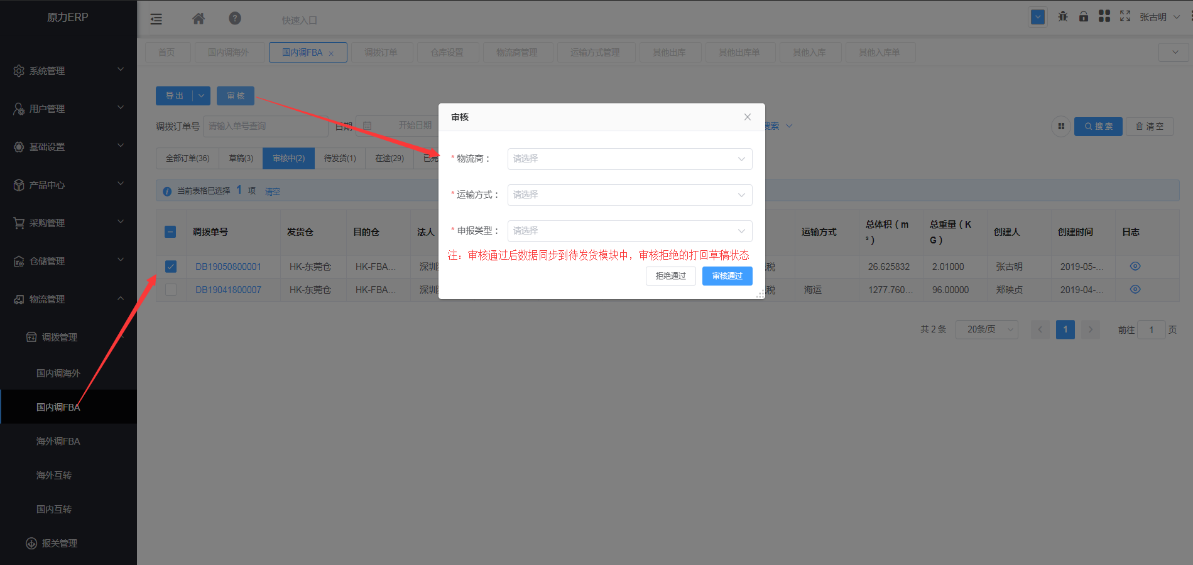 原力ERP
快速入口
张古明
首页
国内调海外
国内调FBA ×
调拨订单
仓库设置
物流商管理
运输方式管理
其他出库
其他出库单
其他入库
其他入库单
系统管理
用户管理
基础设置
产品中心
采购管理
仓储管理
物流管理
调拨管理
国内调海外
国内调FBA
海外调FBA
海外互转
国内互转
报关管理
导出
审核
调拨订单号 请输入单号查询
日期 开始日期
搜索
清空
全部订单(36) 草稿(3) 审核中(2) 待发货(1) 在途(29)
当前表格已选择 1 项 清空
调拨单号 发货仓 目的仓 法人 运输方式 总体积（m³） 总重量（KG） 创建人 创建时间 日志
DB19050600001 HK-东莞仓 HK-FBA... 深圳 税 26.625832 2.01000 张古明 2019-05-...
DB19041800007 HK-东莞仓 HK-FBA... 深圳 税 海运 1277.760... 96.00000 郑映贞 2019-04-...
共 2 条 20条/页 1 前往 1 页
审核
* 物流商： 请选择
* 运输方式： 请选择
* 申报类型： 请选择
注：审核通过后数据同步到待发货模块中，审核拒绝的打回草稿状态
拒绝通过 审核通过